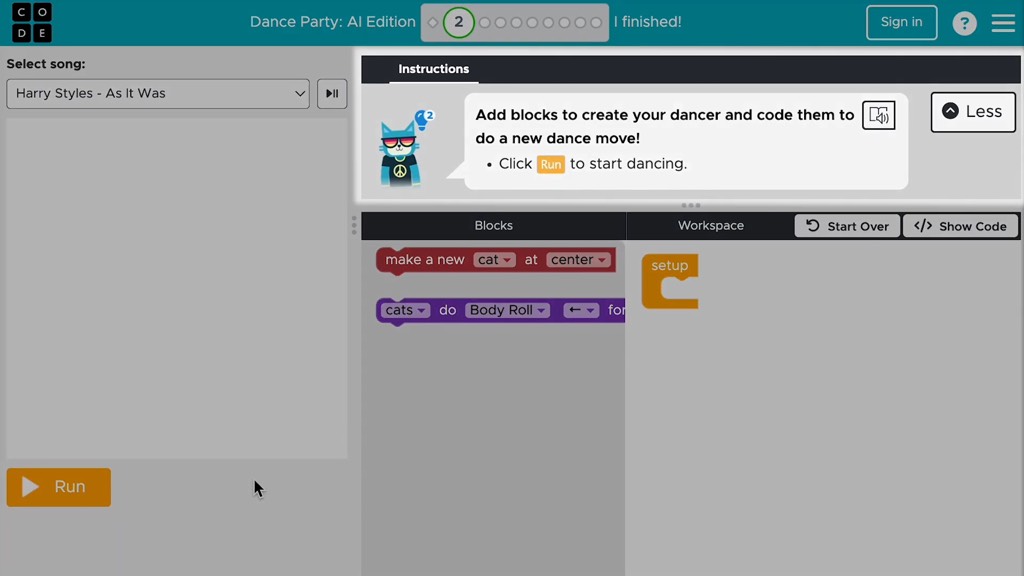 C O
D E
Dance Party: AI Edition
2
I finished!
Sign in
?
Select song:
Harry Styles - As It Was
Run
Instructions
2
Add blocks to create your dancer and code them to
do a new dance move!
• Click Run to start dancing.
Less
Blocks
Workspace
Start Over
</> Show Code
make a new cat at center
cats do Body Roll ← for
setup